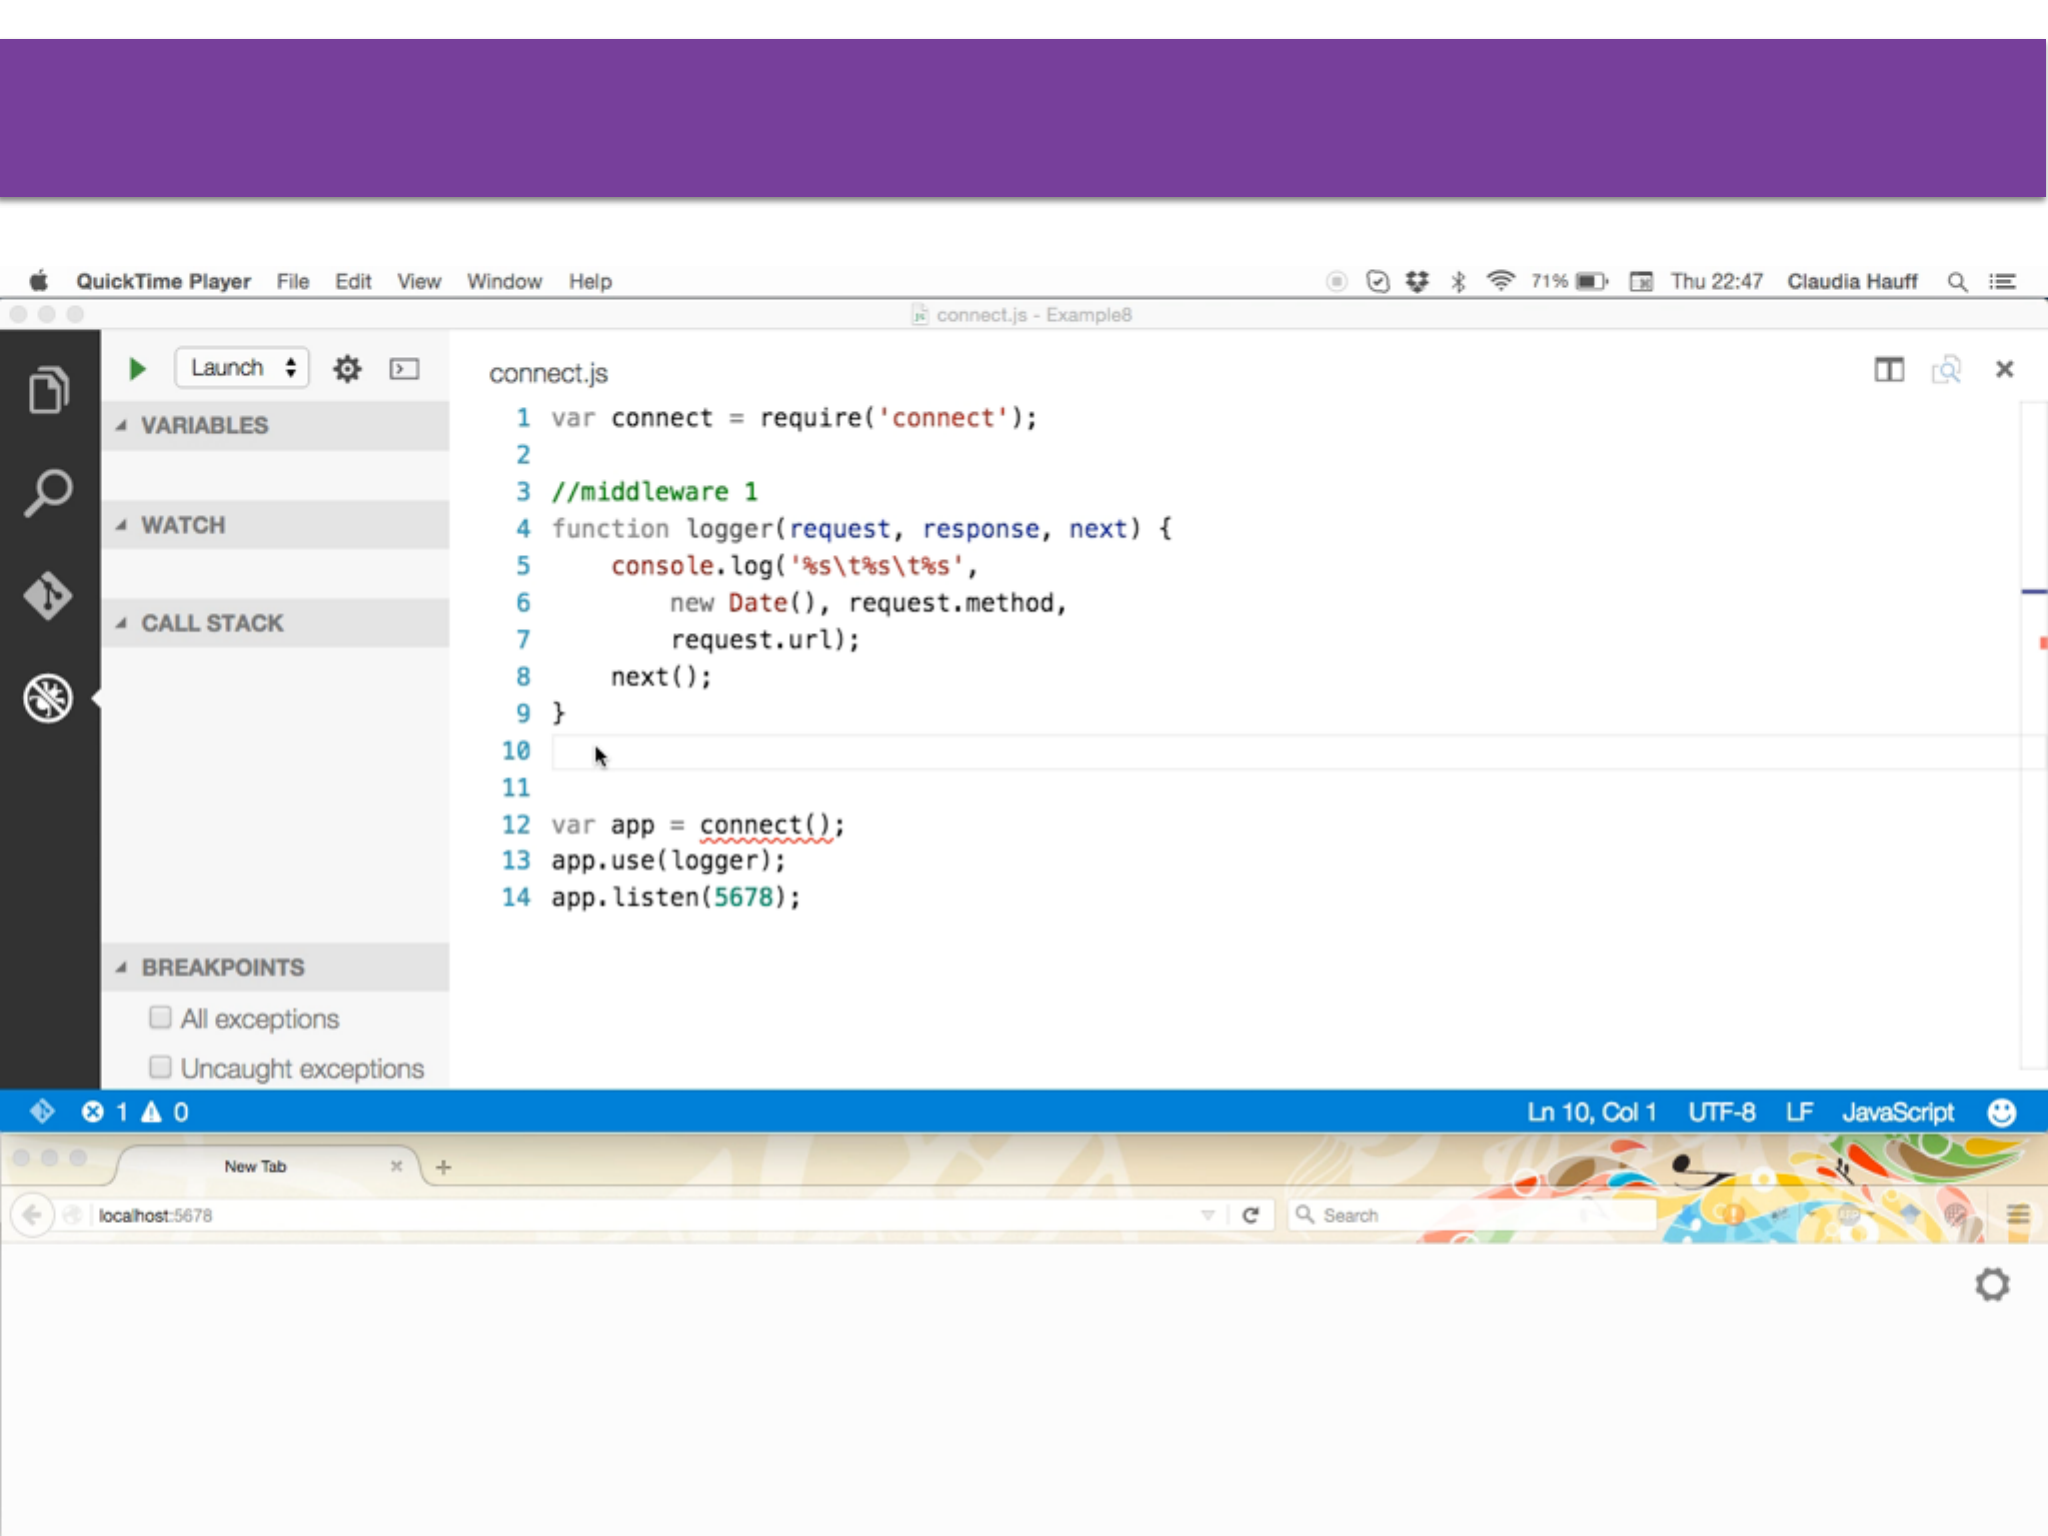 QuickTime Player File Edit View Window Help 71% Thu 22:47 Claudia Hauff
connect.js - Example8
Launch
connect.js
VARIABLES
WATCH
CALL STACK
BREAKPOINTS
All exceptions
Uncaught exceptions
1 var connect = require('connect');
2
3 //middleware 1
4 function logger(request, response, next) {
5 console.log('%s\t%s\t%s',
6 new Date(), request.method,
7 request.url);
8 next();
9 }
10
11
12 var app = connect();
13 app.use(logger);
14 app.listen(5678);
1 0 Ln 10, Col 1 UTF-8 LF JavaScript
New Tab
localhost:5678 Search